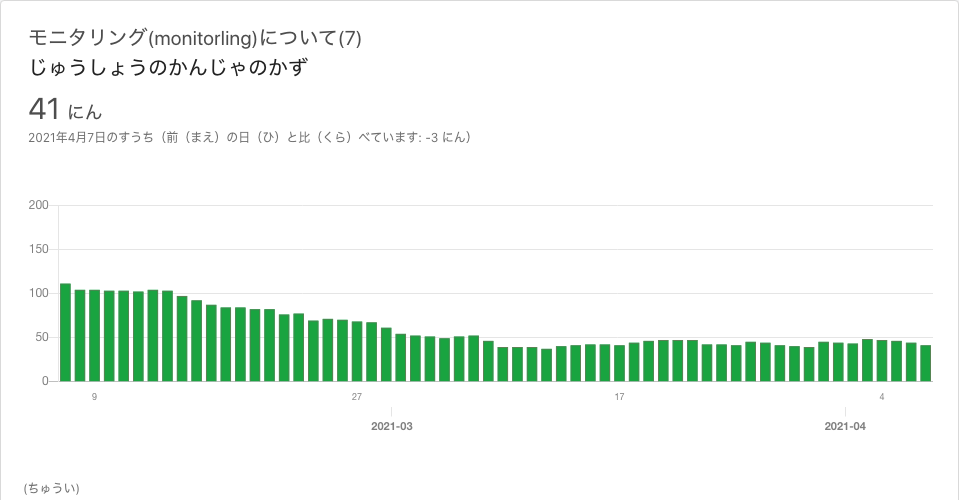 モニタリング(monitorling)について(7)
じゅうしょうのかんじゃのかず
41 にん
2021年4月7日のすうち（前（まえ）の日（ひ）と比（くら）べています: -3 にん）
200
150
100
50
0
9 27 17 4
2021-03 2021-04
(ちゅうい)